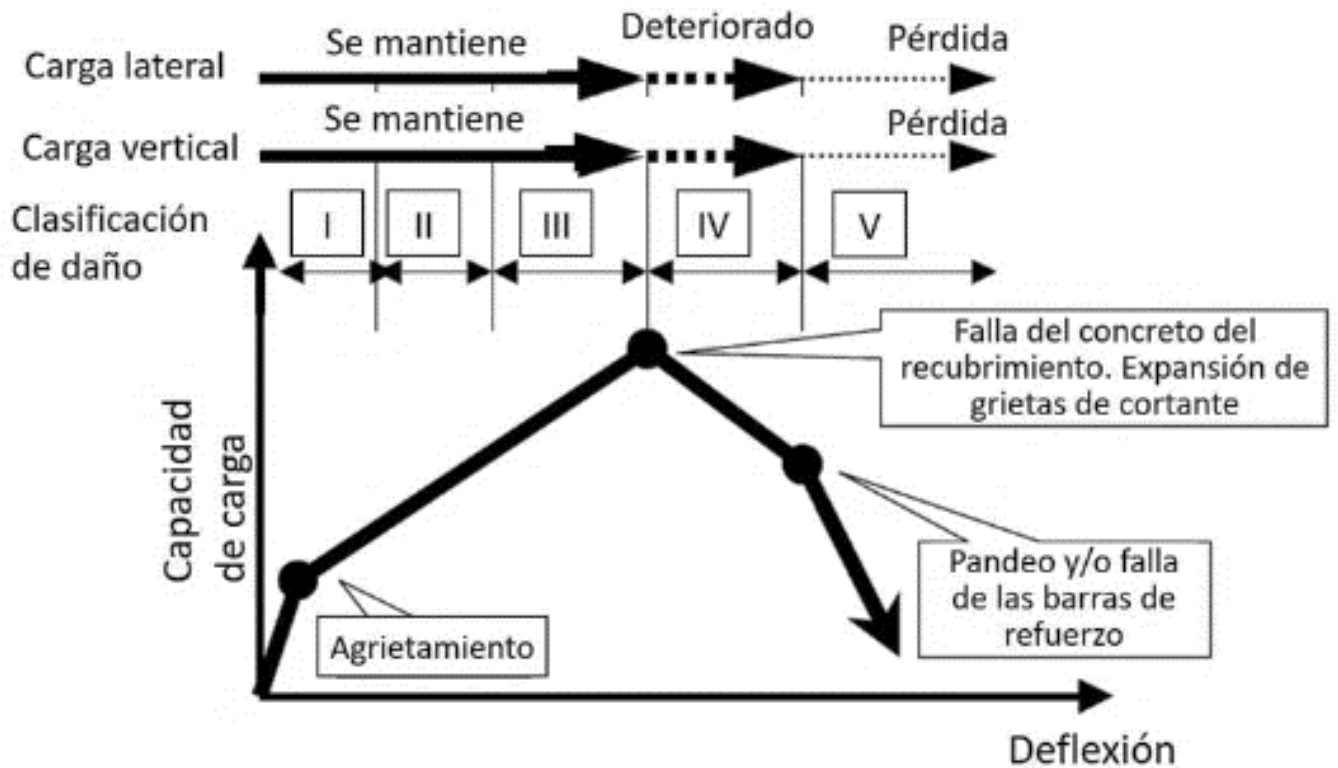 Carga lateral
Se mantiene
Deteriorado
Pérdida
Carga vertical
Se mantiene
Pérdida
Clasificación
de daño
I
II
III
IV
V
Capacidad
de carga
Falla del concreto del
recubrimiento. Expansión de
grietas de cortante
Pandeo y/o falla
de las barras de
refuerzo
Agrietamiento
Deflexión